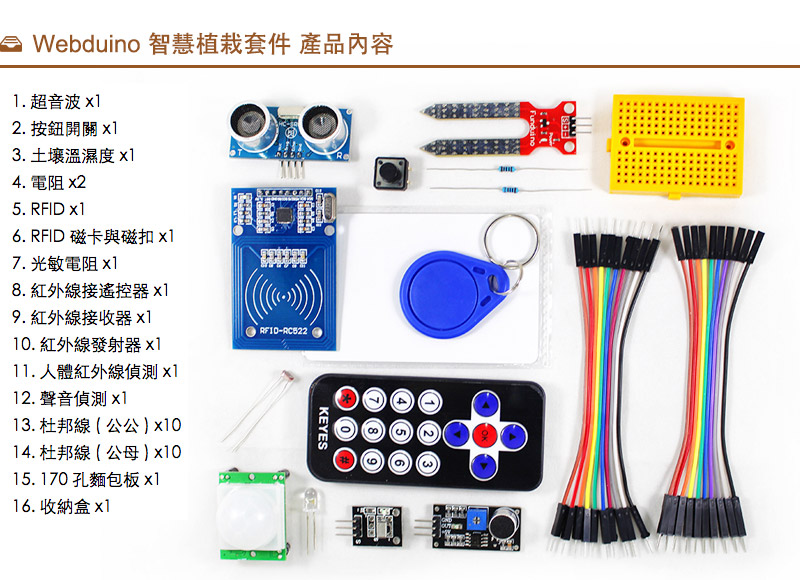 Webduino 智慧植栽套件 產品內容
1. 超音波 x1
2. 按鈕開關 x1
3. 土壤溫濕度 x1
4. 電阻 x2
5. RFID x1
6. RFID 磁卡與磁扣 x1
7. 光敏電阻 x1
8. 紅外線接遙控器 x1
9. 紅外線接收器 x1
10. 紅外線發射器 x1
11. 人體紅外線偵測 x1
12. 聲音偵測 x1
13. 杜邦線 ( 公公 ) x10
14. 杜邦線 ( 公母 ) x10
15. 170 孔麵包板 x1
16. 收納盒 x1
T
R
Funduino
RFID-RC522
KEYES
* 7 4 1
0 8 5 2
# 9 6 3
OK
S
GND
OUT
+5V